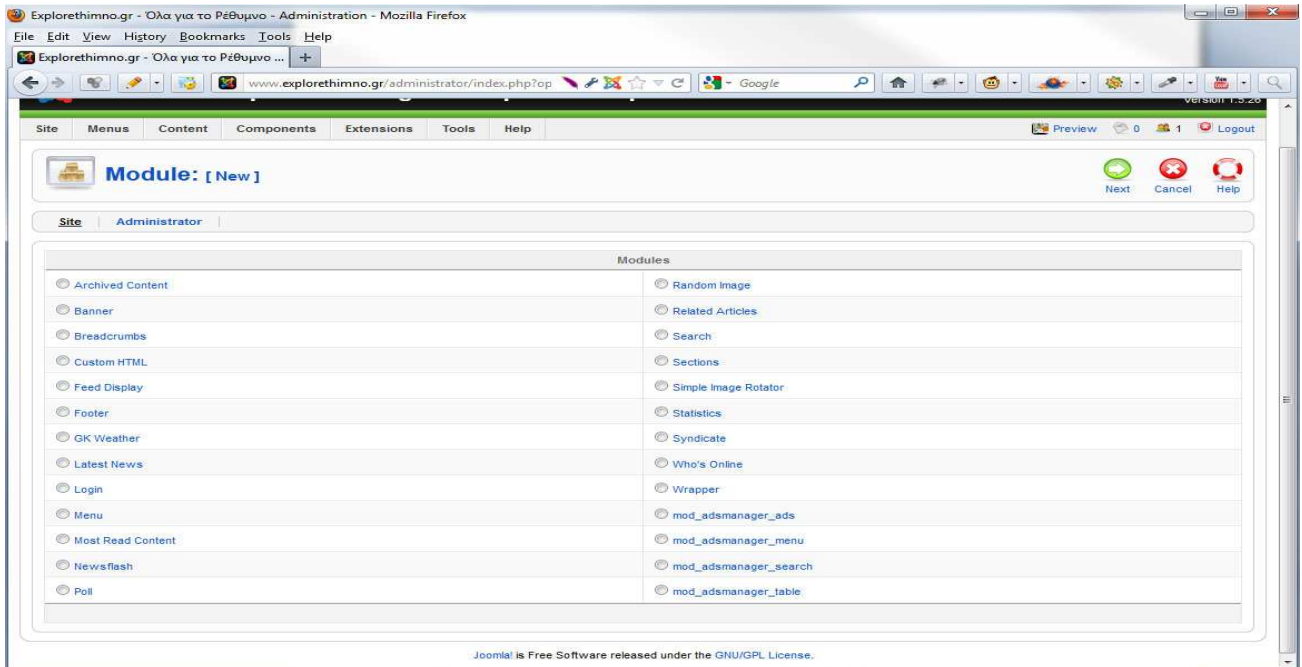 Explorethimno.gr - Όλα για το Ρέθυμνο - Administration - Mozilla Firefox
File Edit View History Bookmarks Tools Help
Explorethimno.gr - Όλα για το Ρέθυμνο ...
www.explorethimno.gr/administrator/index.php?op Google
Version 1.5.26
Site Menus Content Components Extensions Tools Help Preview 0 1 Logout
Module: [ New ] Next Cancel Help
Site Administrator
Modules
Archived Content Random Image
Banner Related Articles
Breadcrumbs Search
Custom HTML Sections
Feed Display Simple Image Rotator
Footer Statistics
GK Weather Syndicate
Latest News Who's Online
Login Wrapper
Menu mod_adsmanager_ads
Most Read Content mod_adsmanager_menu
Newsflash mod_adsmanager_search
Poll mod_adsmanager_table
Joomla! is Free Software released under the GNU/GPL License.